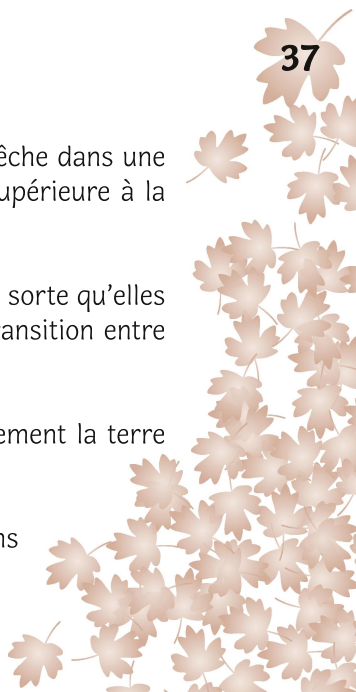 37
êche dans une
upérieure à la
sorte qu’elles
ansition entre
ement la terre
ns